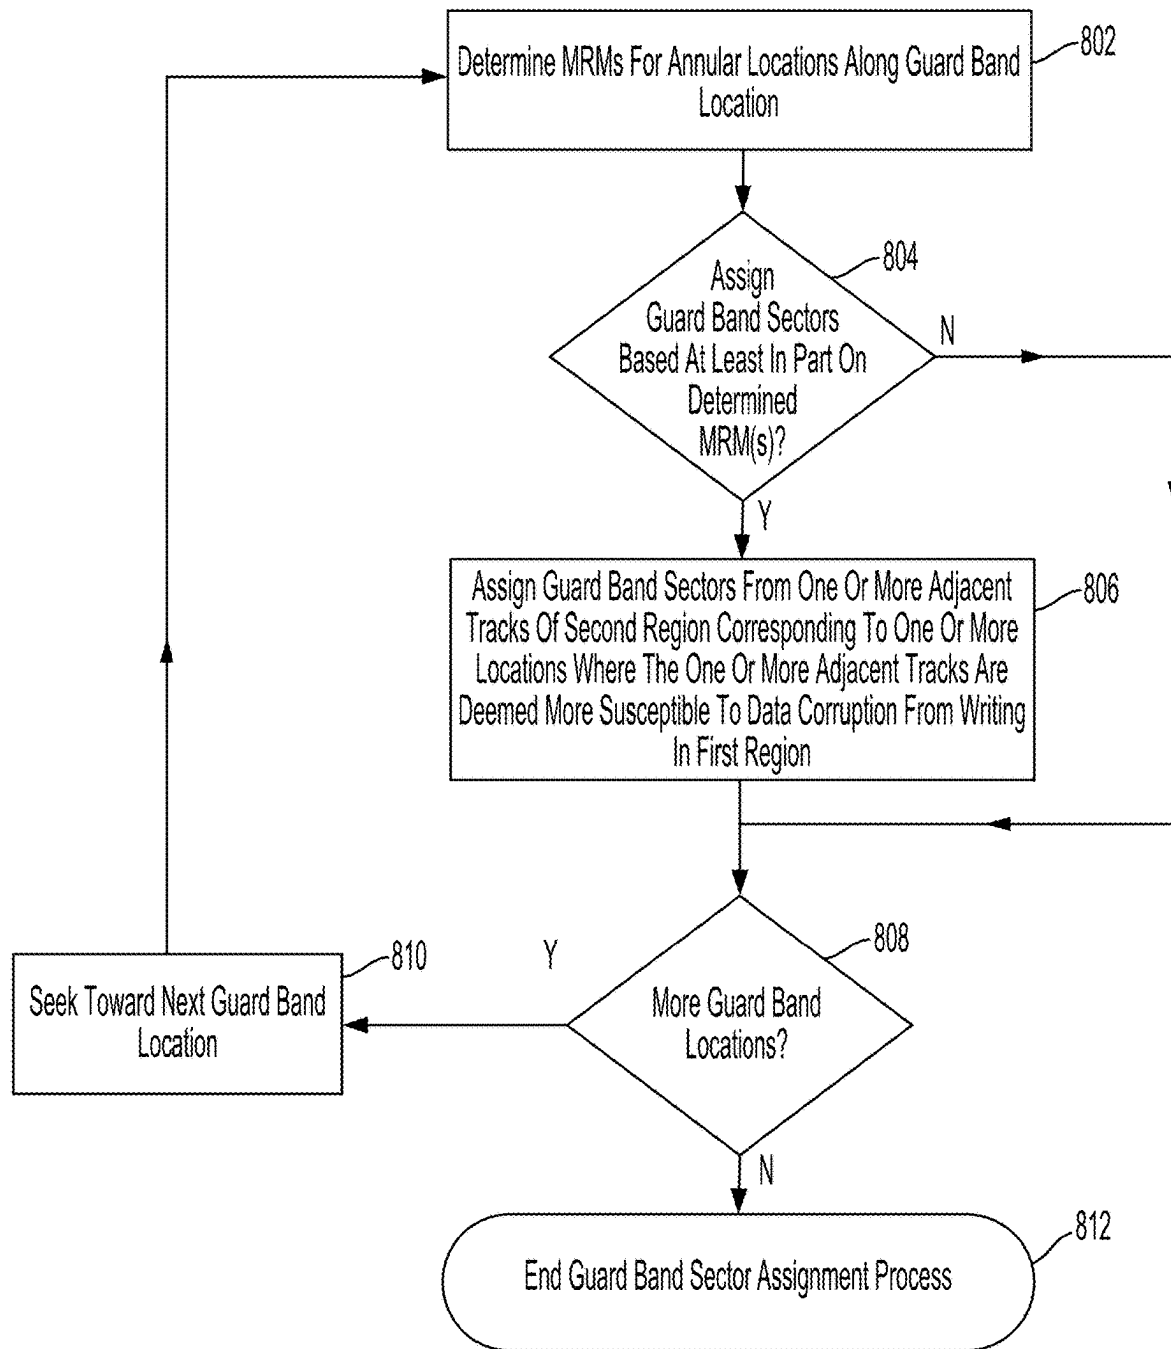 Determine MRMs For Annular Locations Along Guard Band
Location
802
Assign
Guard Band Sectors
Based At Least In Part On
Determined
MRM(s)?
804
N
Y
Assign Guard Band Sectors From One Or More Adjacent
Tracks Of Second Region Corresponding To One Or More
Locations Where The One Or More Adjacent Tracks Are
Deemed More Susceptible To Data Corruption From Writing
In First Region
806
More Guard Band
Locations?
808
Y
Seek Toward Next Guard Band
Location
810
N
End Guard Band Sector Assignment Process
812